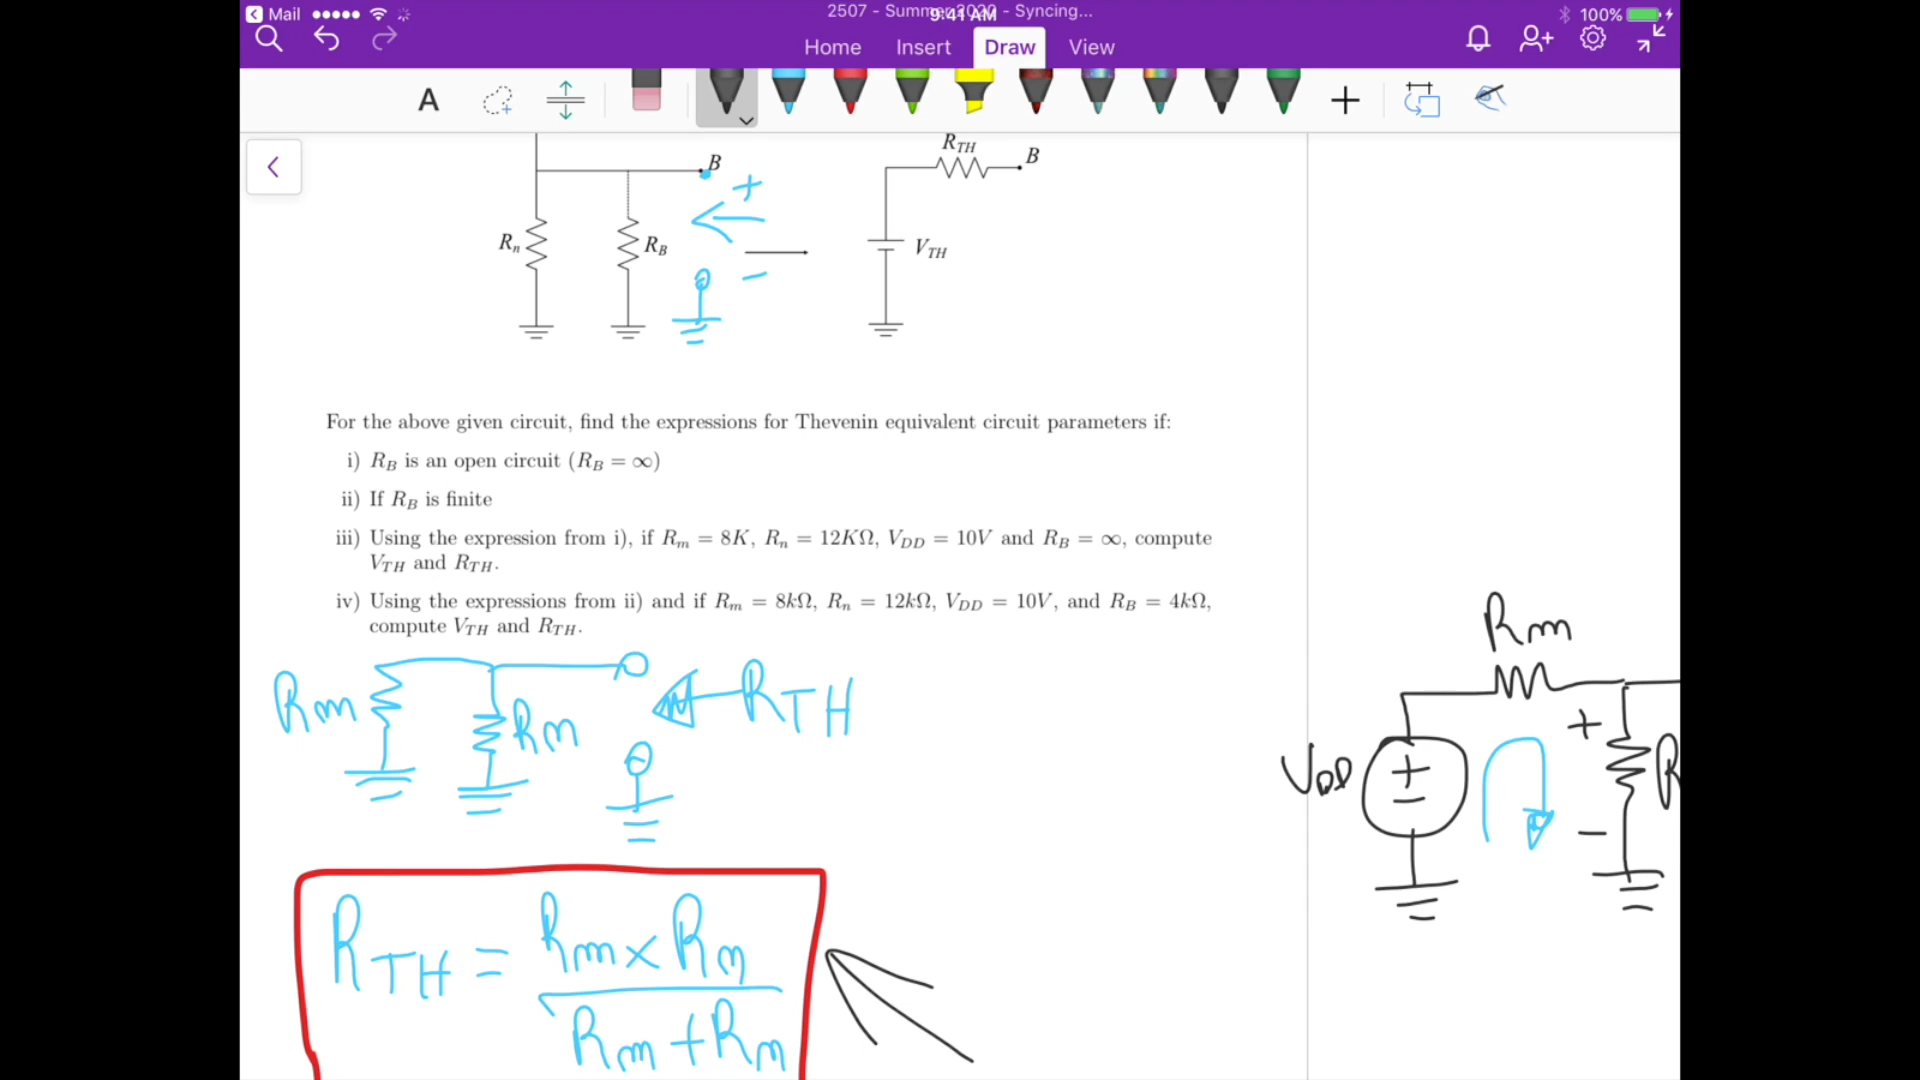 Mail 2507 - Summer 2020 - Syncing... 9:41 AM 100%
Home Insert Draw View
A
R_TH
B B
+
R_n R_B V_TH
−
For the above given circuit, find the expressions for Thevenin equivalent circuit parameters if:
i) R_B is an open circuit (R_B = ∞)
ii) If R_B is finite
iii) Using the expression from i), if R_m = 8K, R_n = 12KΩ, V_DD = 10V and R_B = ∞, compute
V_TH and R_TH.
iv) Using the expressions from ii) and if R_m = 8kΩ, R_n = 12kΩ, V_DD = 10V, and R_B = 4kΩ,
compute V_TH and R_TH.
Rm
Rm Rn RTH
+
VDD + − R
−
RTH = Rm x Rn
Rm + Rn